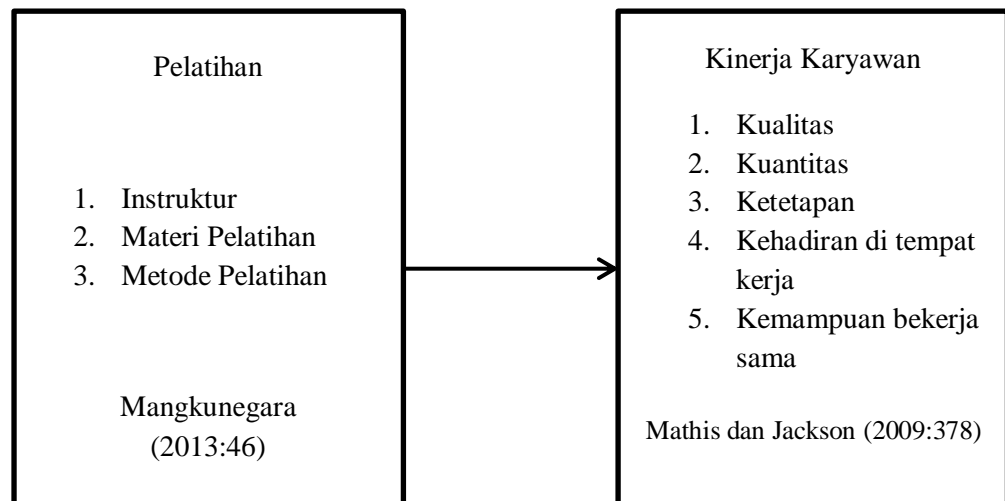 Pelatihan
1. Instruktur
2. Materi Pelatihan
3. Metode Pelatihan
Mangkunegara
(2013:46)
Kinerja Karyawan
1. Kualitas
2. Kuantitas
3. Ketetapan
4. Kehadiran di tempat
kerja
5. Kemampuan bekerja
sama
Mathis dan Jackson (2009:378)